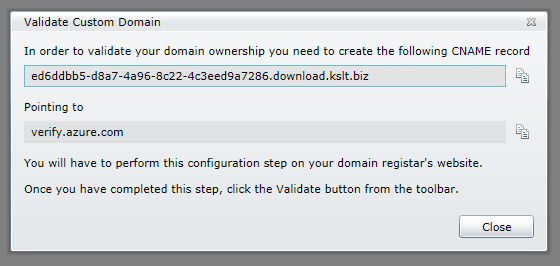 Validate Custom Domain
In order to validate your domain ownership you need to create the following CNAME record
ed6ddbb5-d8a7-4a96-8c22-4c3eed9a7286.download.kslt.biz
Pointing to
verify.azure.com
You will have to perform this configuration step on your domain registar's website.
Once you have completed this step, click the Validate button from the toolbar.
Close